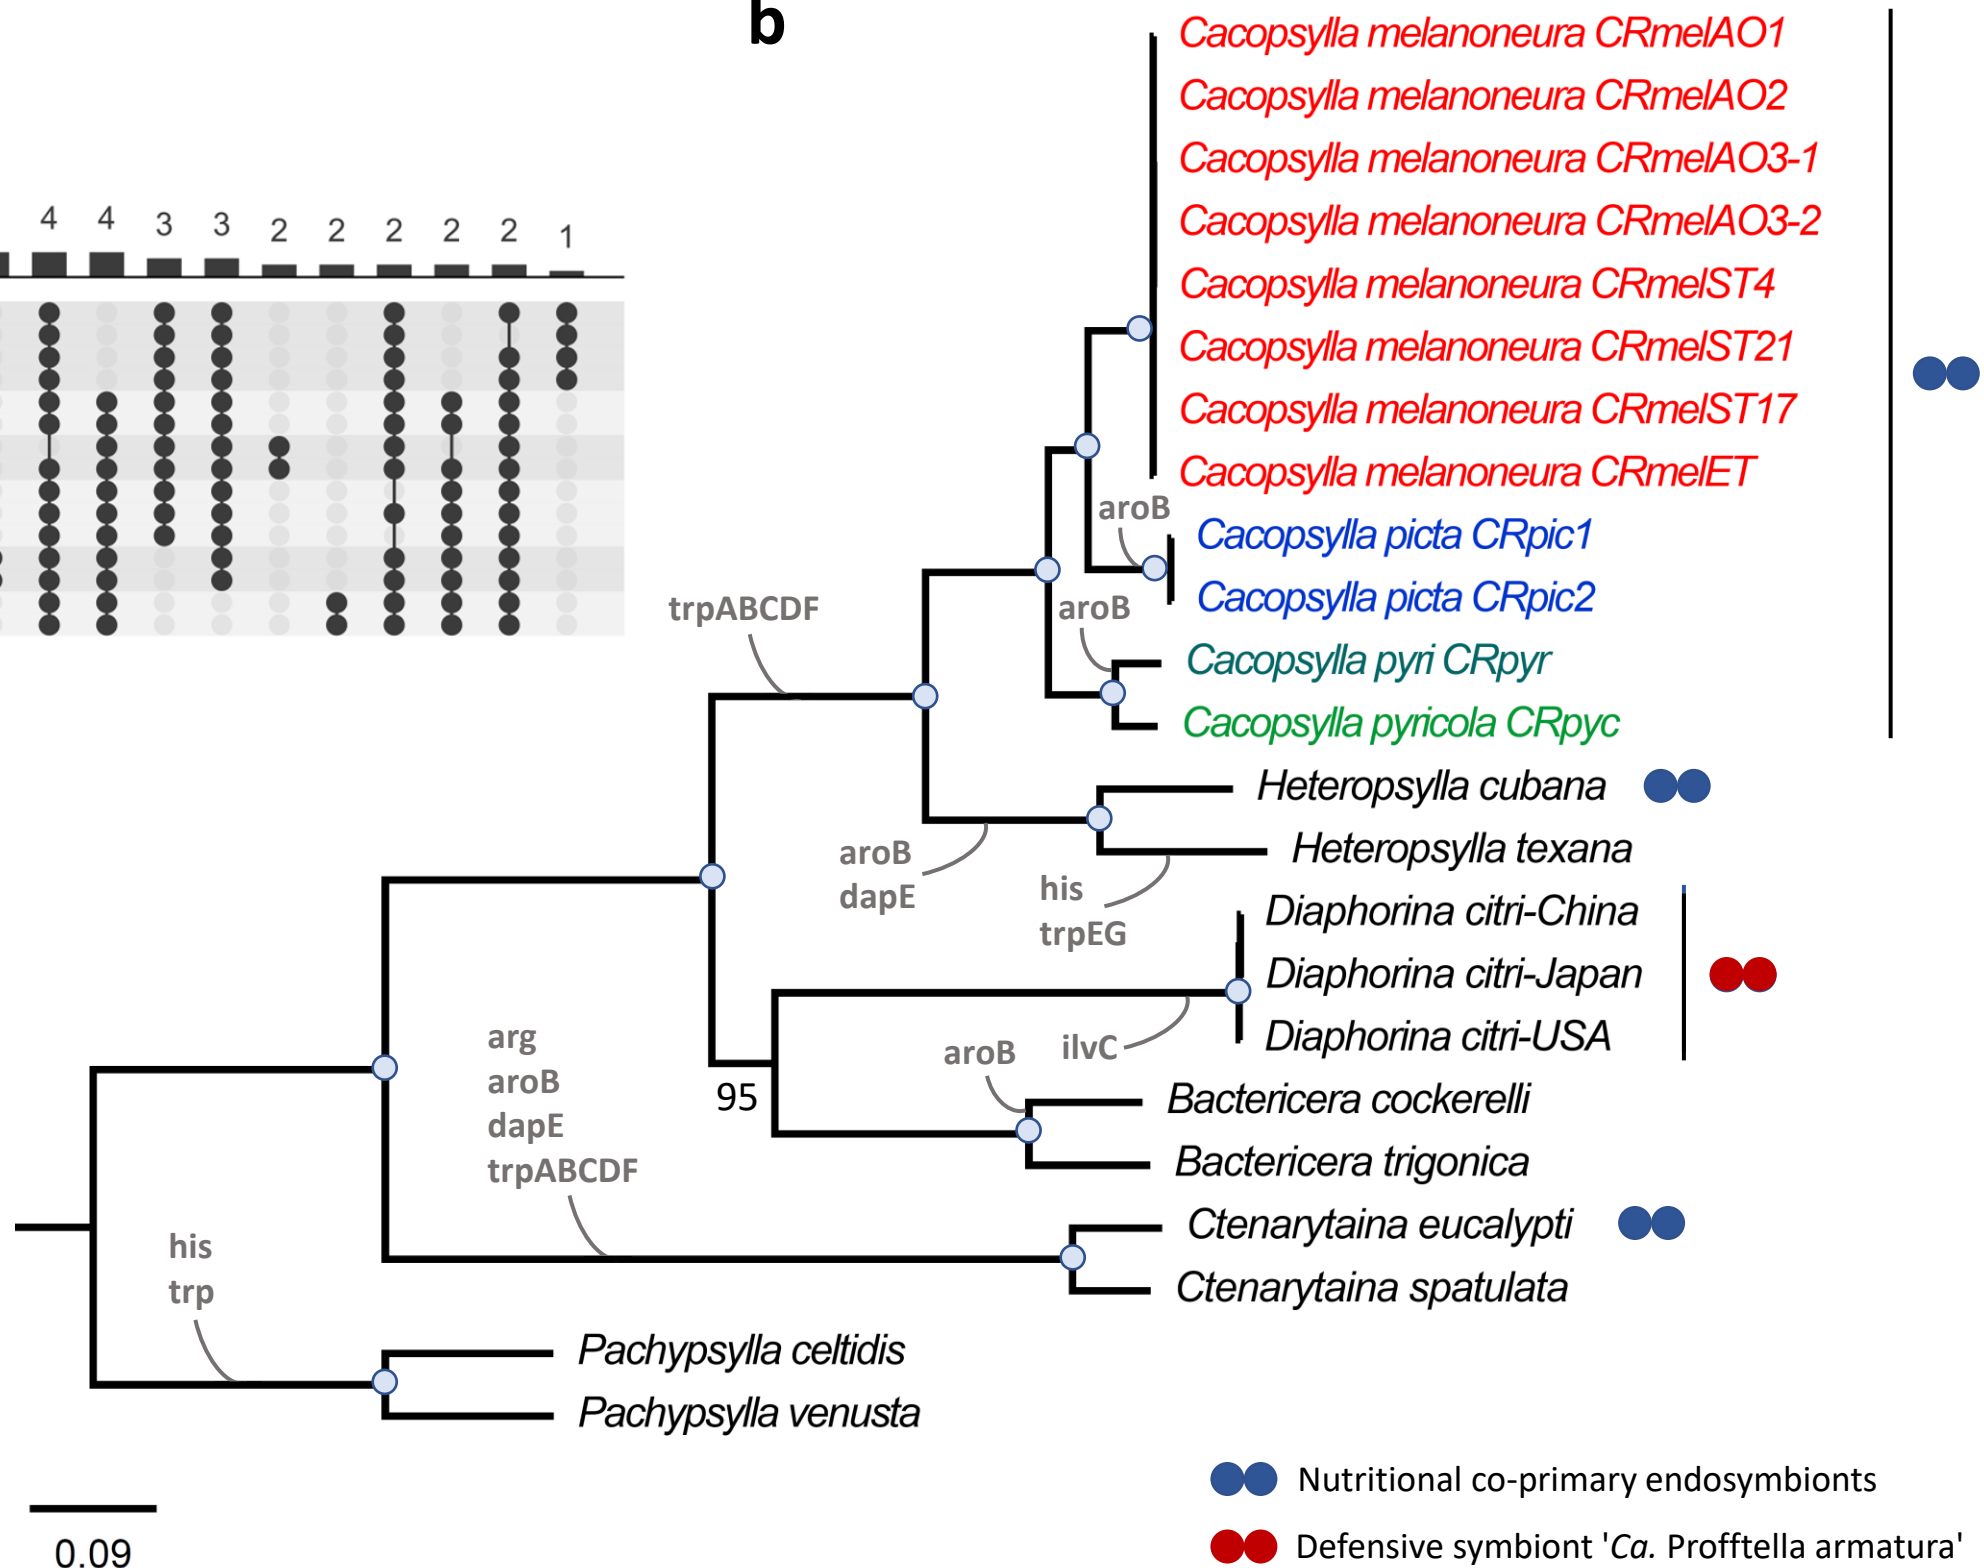 b
4 4 3 3 2 2 2 2 2 1
Cacopsylla melanoneura CRmelAO1
Cacopsylla melanoneura CRmelAO2
Cacopsylla melanoneura CRmelAO3-1
Cacopsylla melanoneura CRmelAO3-2
Cacopsylla melanoneura CRmelST4
Cacopsylla melanoneura CRmelST21
Cacopsylla melanoneura CRmelST17
Cacopsylla melanoneura CRmelET
aroB
Cacopsylla picta CRpic1
Cacopsylla picta CRpic2
trpABCDF
aroB
Cacopsylla pyri CRpyr
Cacopsylla pyricola CRpyc
Heteropsylla cubana
Heteropsylla texana
aroB
dapE
his
trpEG
Diaphorina citri-China
Diaphorina citri-Japan
Diaphorina citri-USA
ilvC
aroB
95
Bactericera cockerelli
Bactericera trigonica
arg
aroB
dapE
trpABCDF
Ctenarytaina eucalypti
Ctenarytaina spatulata
his
trp
Pachypsylla celtidis
Pachypsylla venusta
0.09
Nutritional co-primary endosymbionts
Defensive symbiont 'Ca. Profftella armatura'